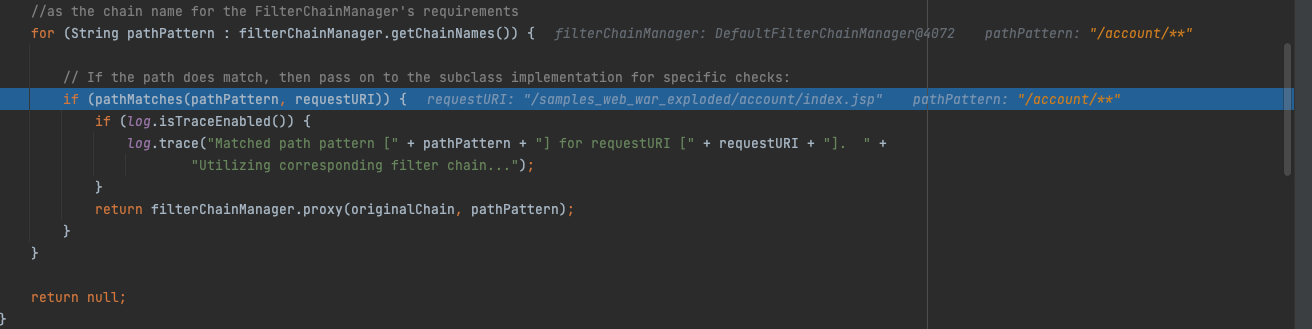 //as the chain name for the FilterChainManager's requirements
for (String pathPattern : filterChainManager.getChainNames()) {  filterChainManager: DefaultFilterChainManager@4072  pathPattern: "/account/**"
// If the path does match, then pass on to the subclass implementation for specific checks:
if (pathMatches(pathPattern, requestURI)) {  requestURI: "/samples_web_war_exploded/account/index.jsp"  pathPattern: "/account/**"
if (log.isTraceEnabled()) {
log.trace("Matched path pattern [" + pathPattern + "] for requestURI [" + requestURI + "].  " +
"Utilizing corresponding filter chain...");
}
return filterChainManager.proxy(originalChain, pathPattern);
}
}
return null;
}